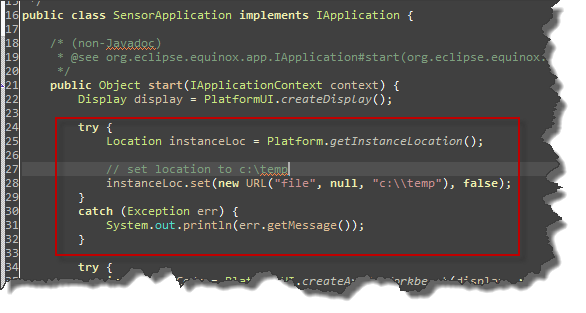 15 */
16 public class SensorApplication implements IApplication {
17
18 /* (non-Javadoc)
19 * @see org.eclipse.equinox.app.IApplication#start(org.eclipse.equinox.
20 */
21 public Object start(IApplicationContext context) {
22 Display display = PlatformUI.createDisplay();
23
24 try {
25 Location instanceLoc = Platform.getInstanceLocation();
26
27 // set location to c:\temp
28 instanceLoc.set(new URL("file", null, "c:\\temp"), false);
29 }
30 catch (Exception err) {
31 System.out.println(err.getMessage());
32 }
33
34 try {